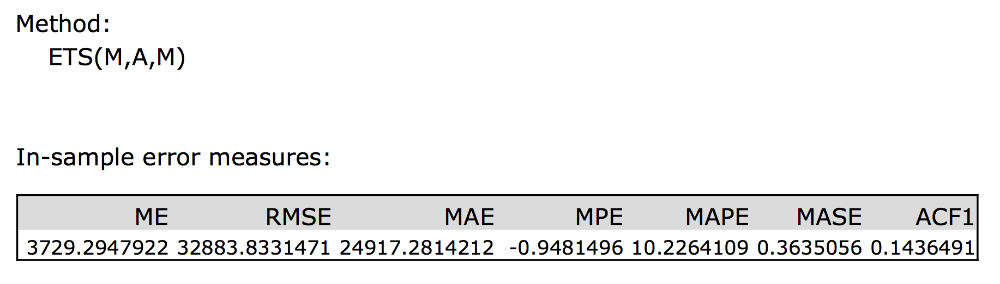 Method:
ETS(M,A,M)
In-sample error measures:
ME RMSE MAE MPE MAPE MASE ACF1
3729.2947922 32883.8331471 24917.2814212 -0.9481496 10.2264109 0.3635056 0.1436491